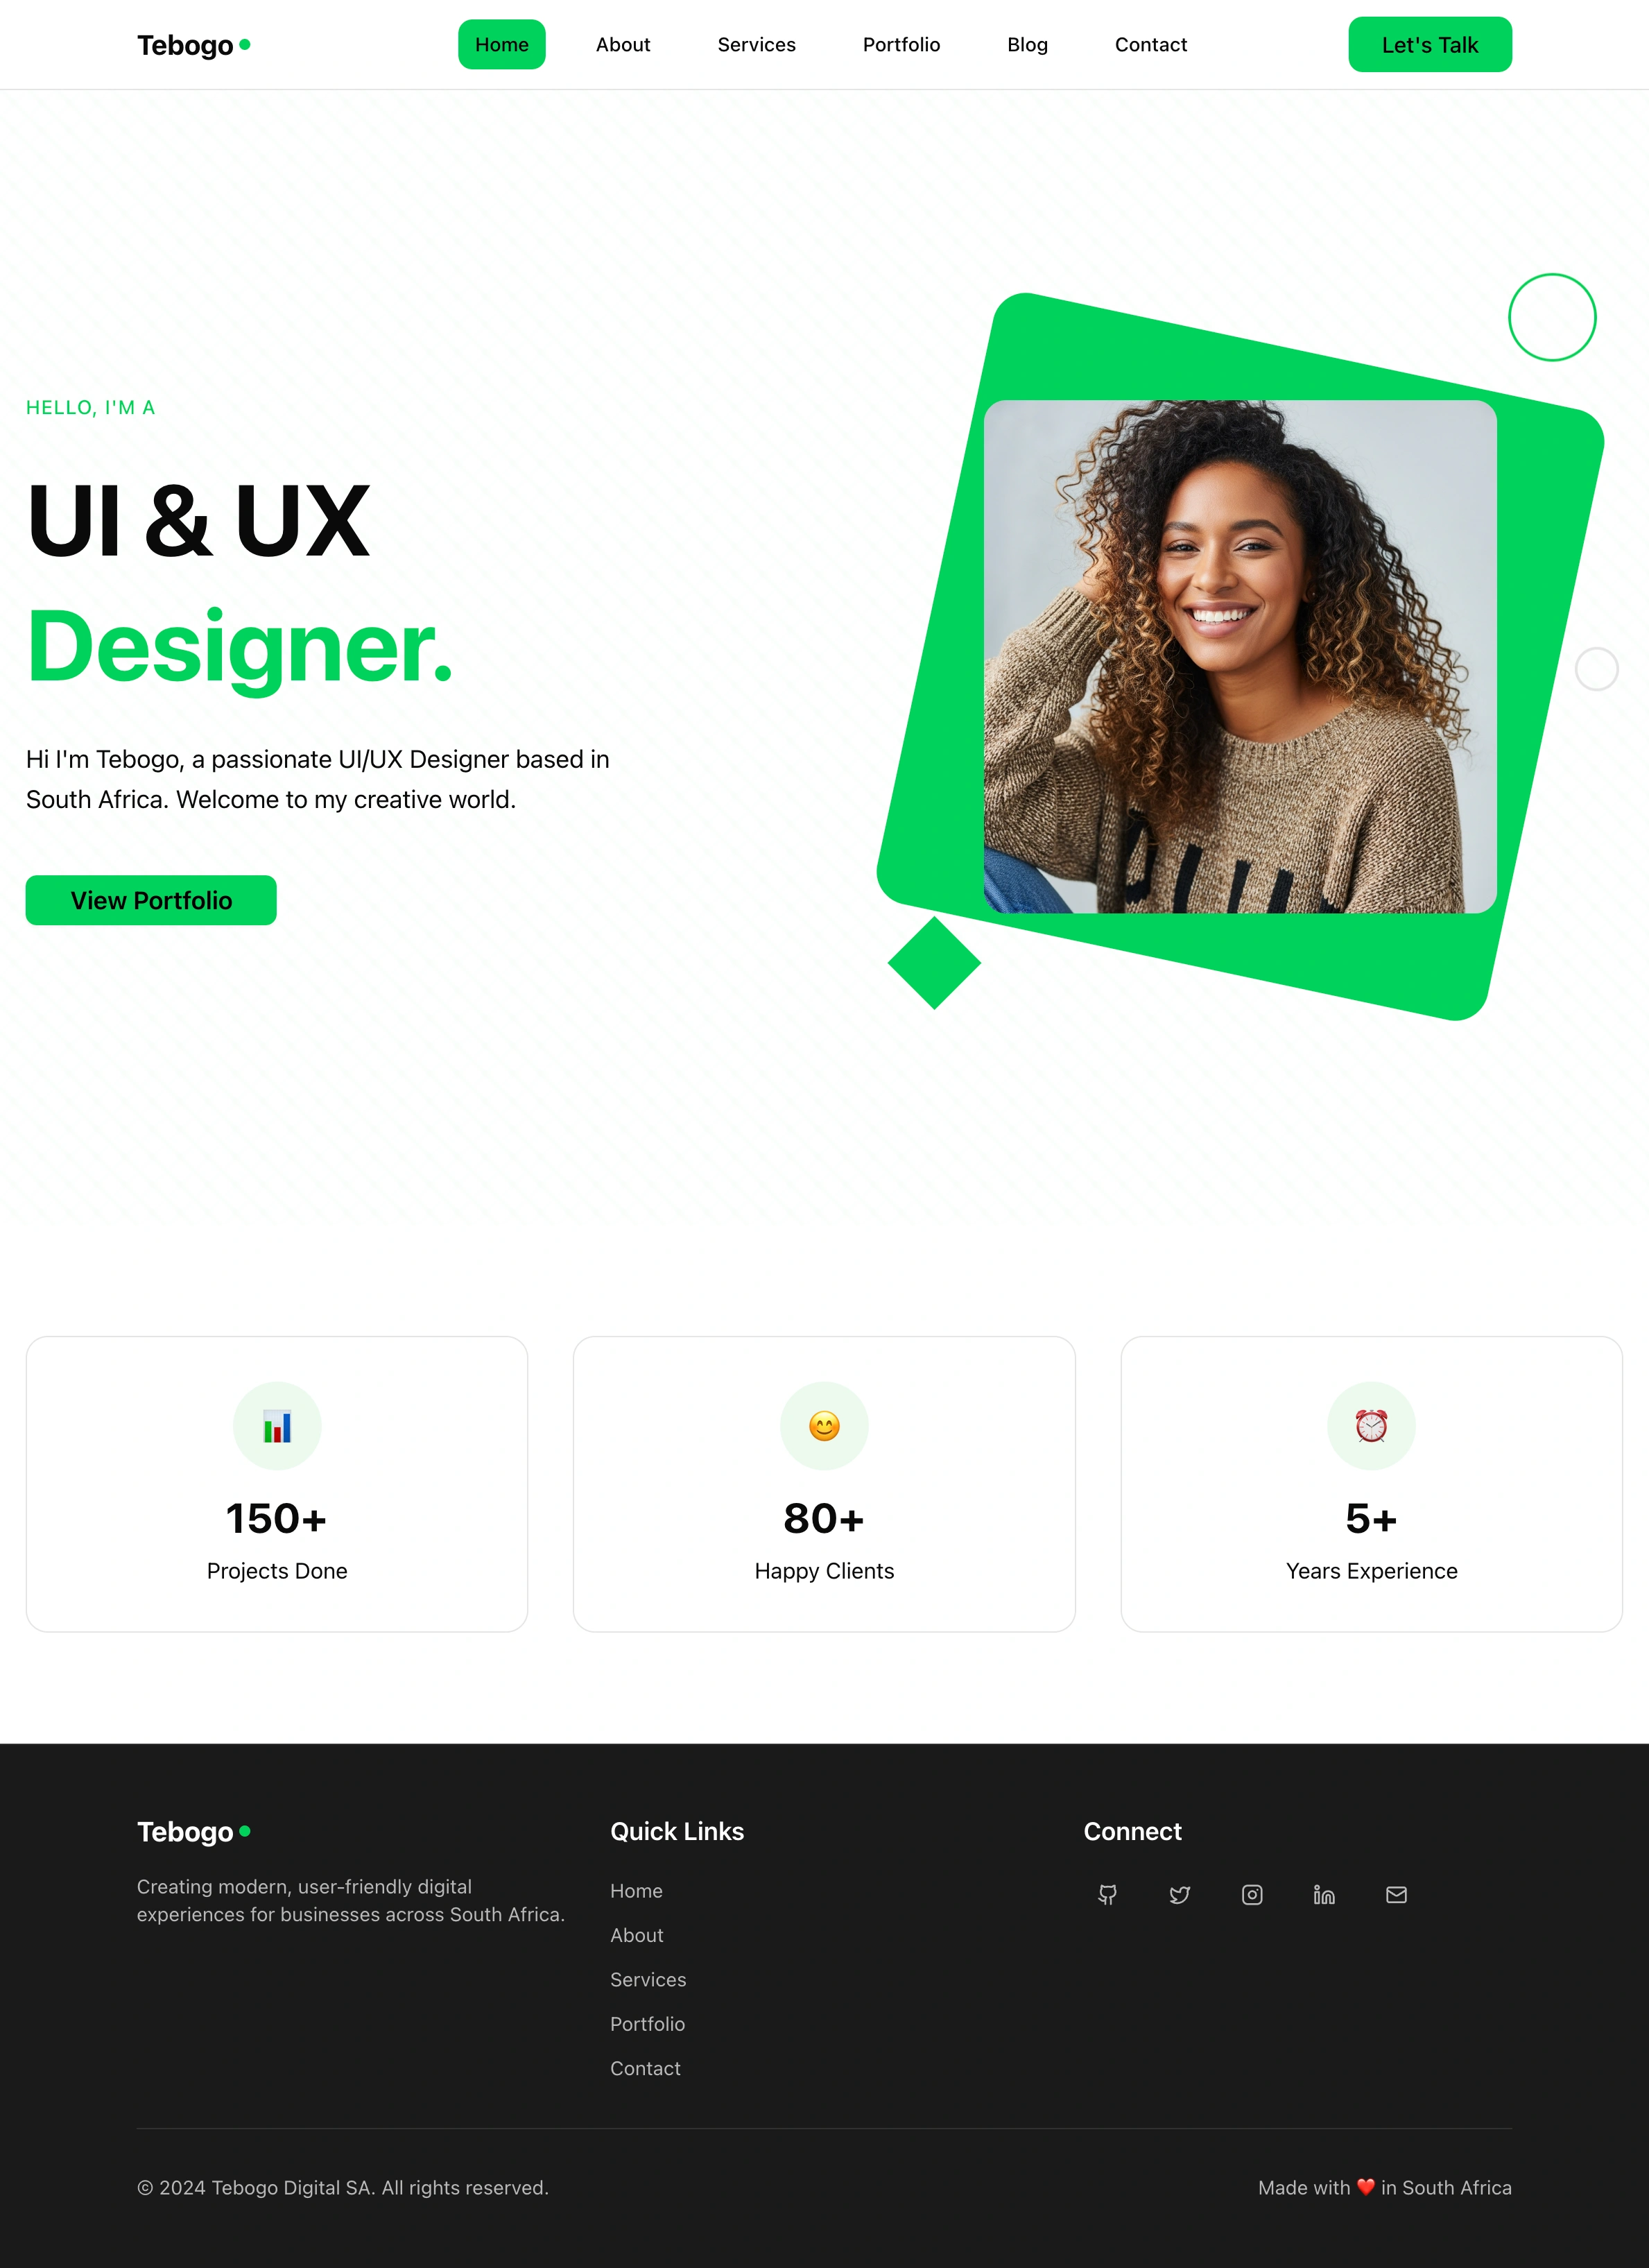 Tebogo
Home
About
Services
Portfolio
Blog
Contact
Let's Talk
HELLO, I'M A
UI & UX
Designer.
Hi I'm Tebogo, a passionate UI/UX Designer based in
South Africa. Welcome to my creative world.
View Portfolio
150+
Projects Done
80+
Happy Clients
5+
Years Experience
Tebogo
Creating modern, user-friendly digital
experiences for businesses across South Africa.
Quick Links
Home
About
Services
Portfolio
Contact
Connect
© 2024 Tebogo Digital SA. All rights reserved.
Made with ❤️ in South Africa